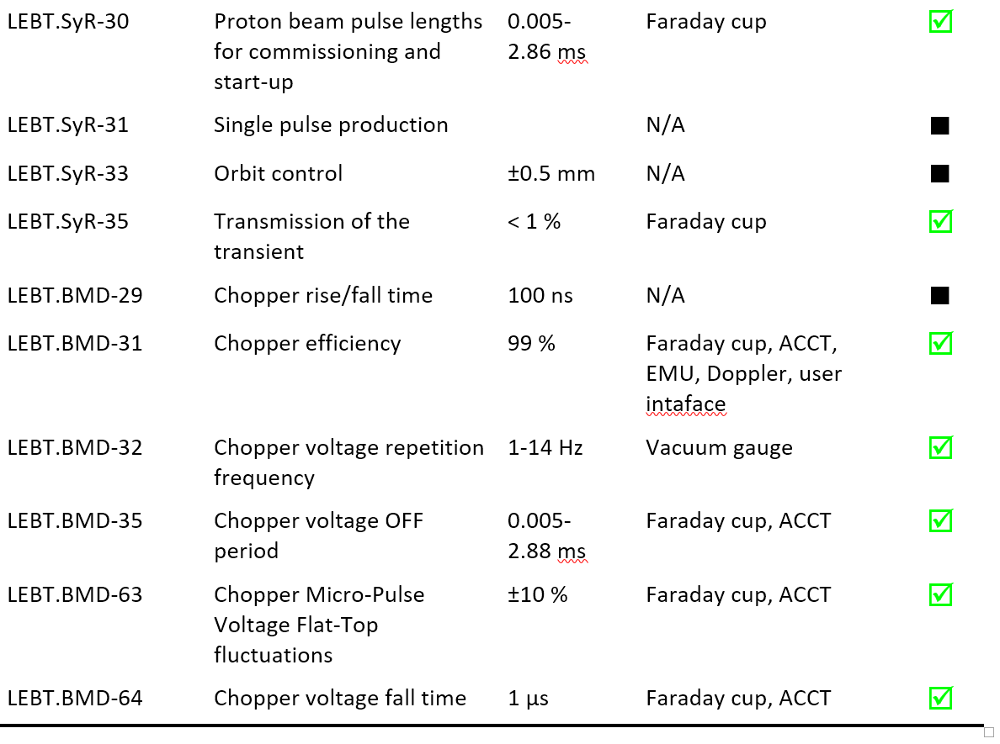 LEBT.SyR-30 Proton beam pulse lengths 0.005- Faraday cup ☑
for commissioning and 2.86 ms
start-up
LEBT.SyR-31 Single pulse production N/A ■
LEBT.SyR-33 Orbit control ±0.5 mm N/A ■
LEBT.SyR-35 Transmission of the < 1 % Faraday cup ☑
transient
LEBT.BMD-29 Chopper rise/fall time 100 ns N/A ■
LEBT.BMD-31 Chopper efficiency 99 % Faraday cup, ACCT, ☑
EMU, Doppler, user
intaface
LEBT.BMD-32 Chopper voltage repetition 1-14 Hz Vacuum gauge ☑
frequency
LEBT.BMD-35 Chopper voltage OFF 0.005- Faraday cup, ACCT ☑
period 2.88 ms
LEBT.BMD-63 Chopper Micro-Pulse ±10 % Faraday cup, ACCT ☑
Voltage Flat-Top
fluctuations
LEBT.BMD-64 Chopper voltage fall time 1 µs Faraday cup, ACCT ☑